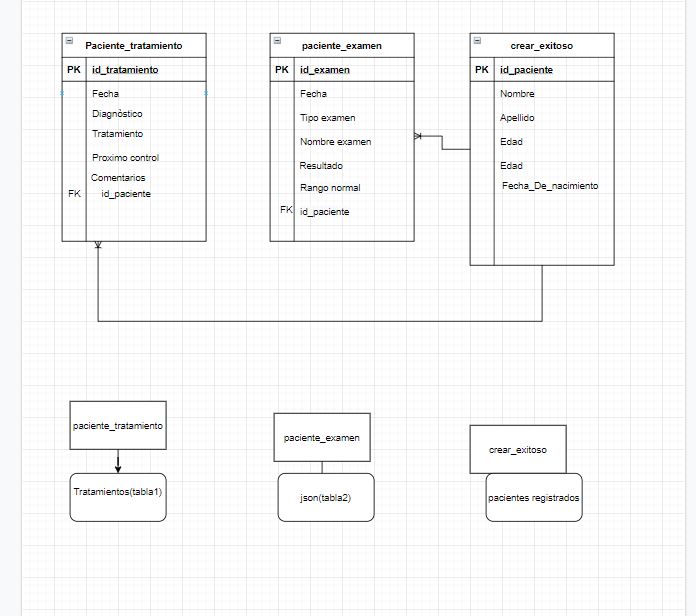 Paciente_tratamiento
PK id_tratamiento
Fecha
Diagnòstico
Tratamiento
Proximo control
Comentarios
FK id_paciente
paciente_examen
PK id_examen
Fecha
Tipo examen
Nombre examen
Resultado
Rango normal
FK id_paciente
crear_exitoso
PK id_paciente
Nombre
Apellido
Edad
Edad
Fecha_De_nacimiento
paciente_tratamiento
Tratamientos(tabla1)
paciente_examen
json(tabla2)
crear_exitoso
pacientes registrados